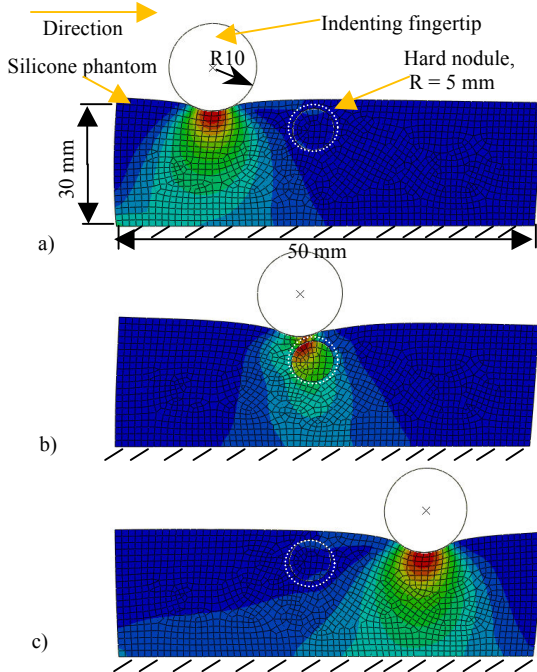 Direction
Indenting fingertip
R10
Silicone phantom
Hard nodule,
R = 5 mm
30 mm
a)
50 mm
b)
c)